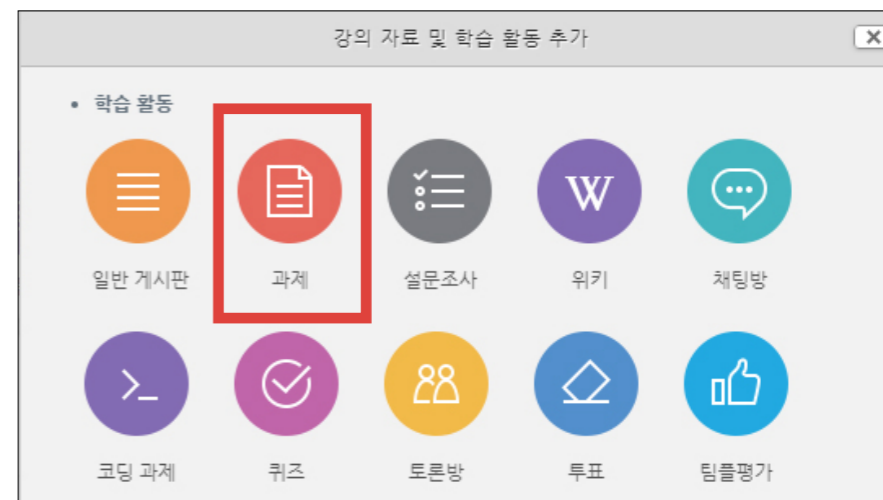 강의 자료 및 학습 활동 추가
학습 활동
일반 게시판 과제 설문조사 위키 채팅방
코딩 과제 퀴즈 토론방 투표 팀플평가